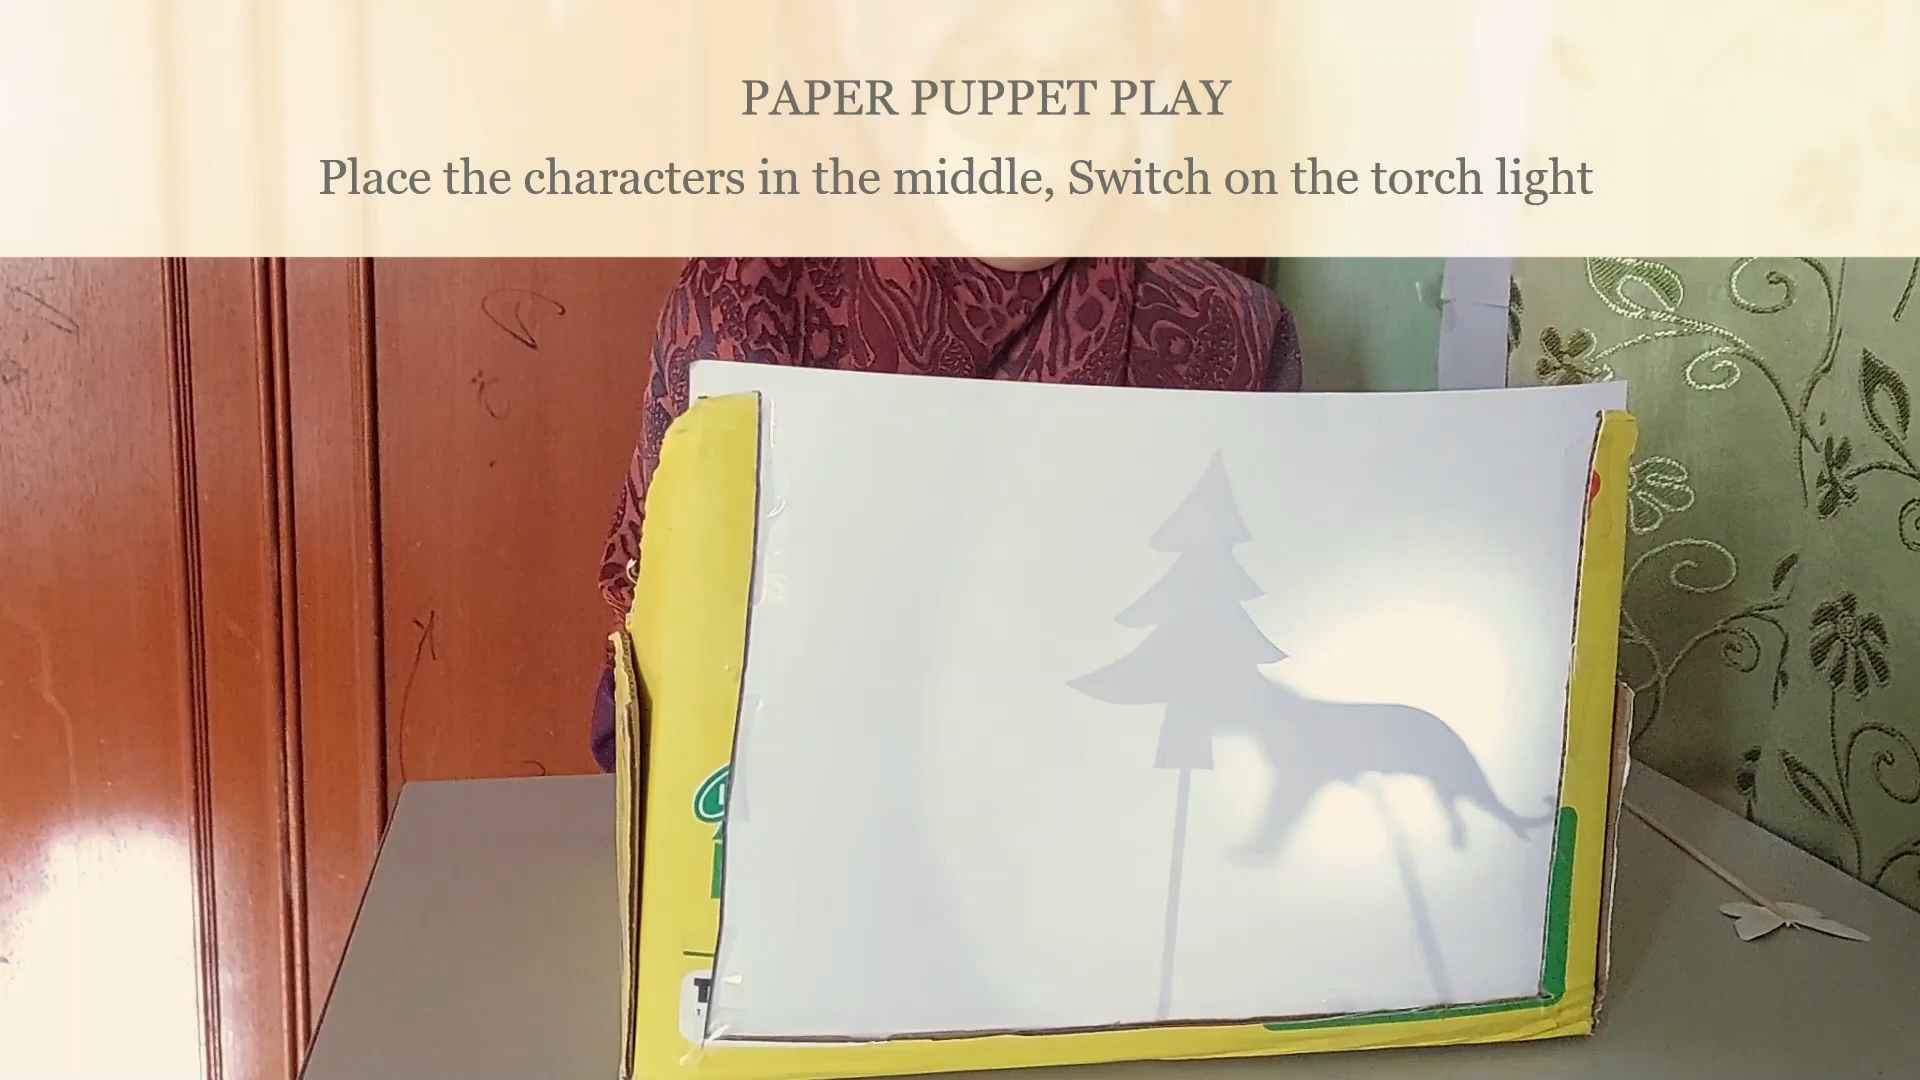 PAPER PUPPET PLAY
Place the characters in the middle, Switch on the torch light